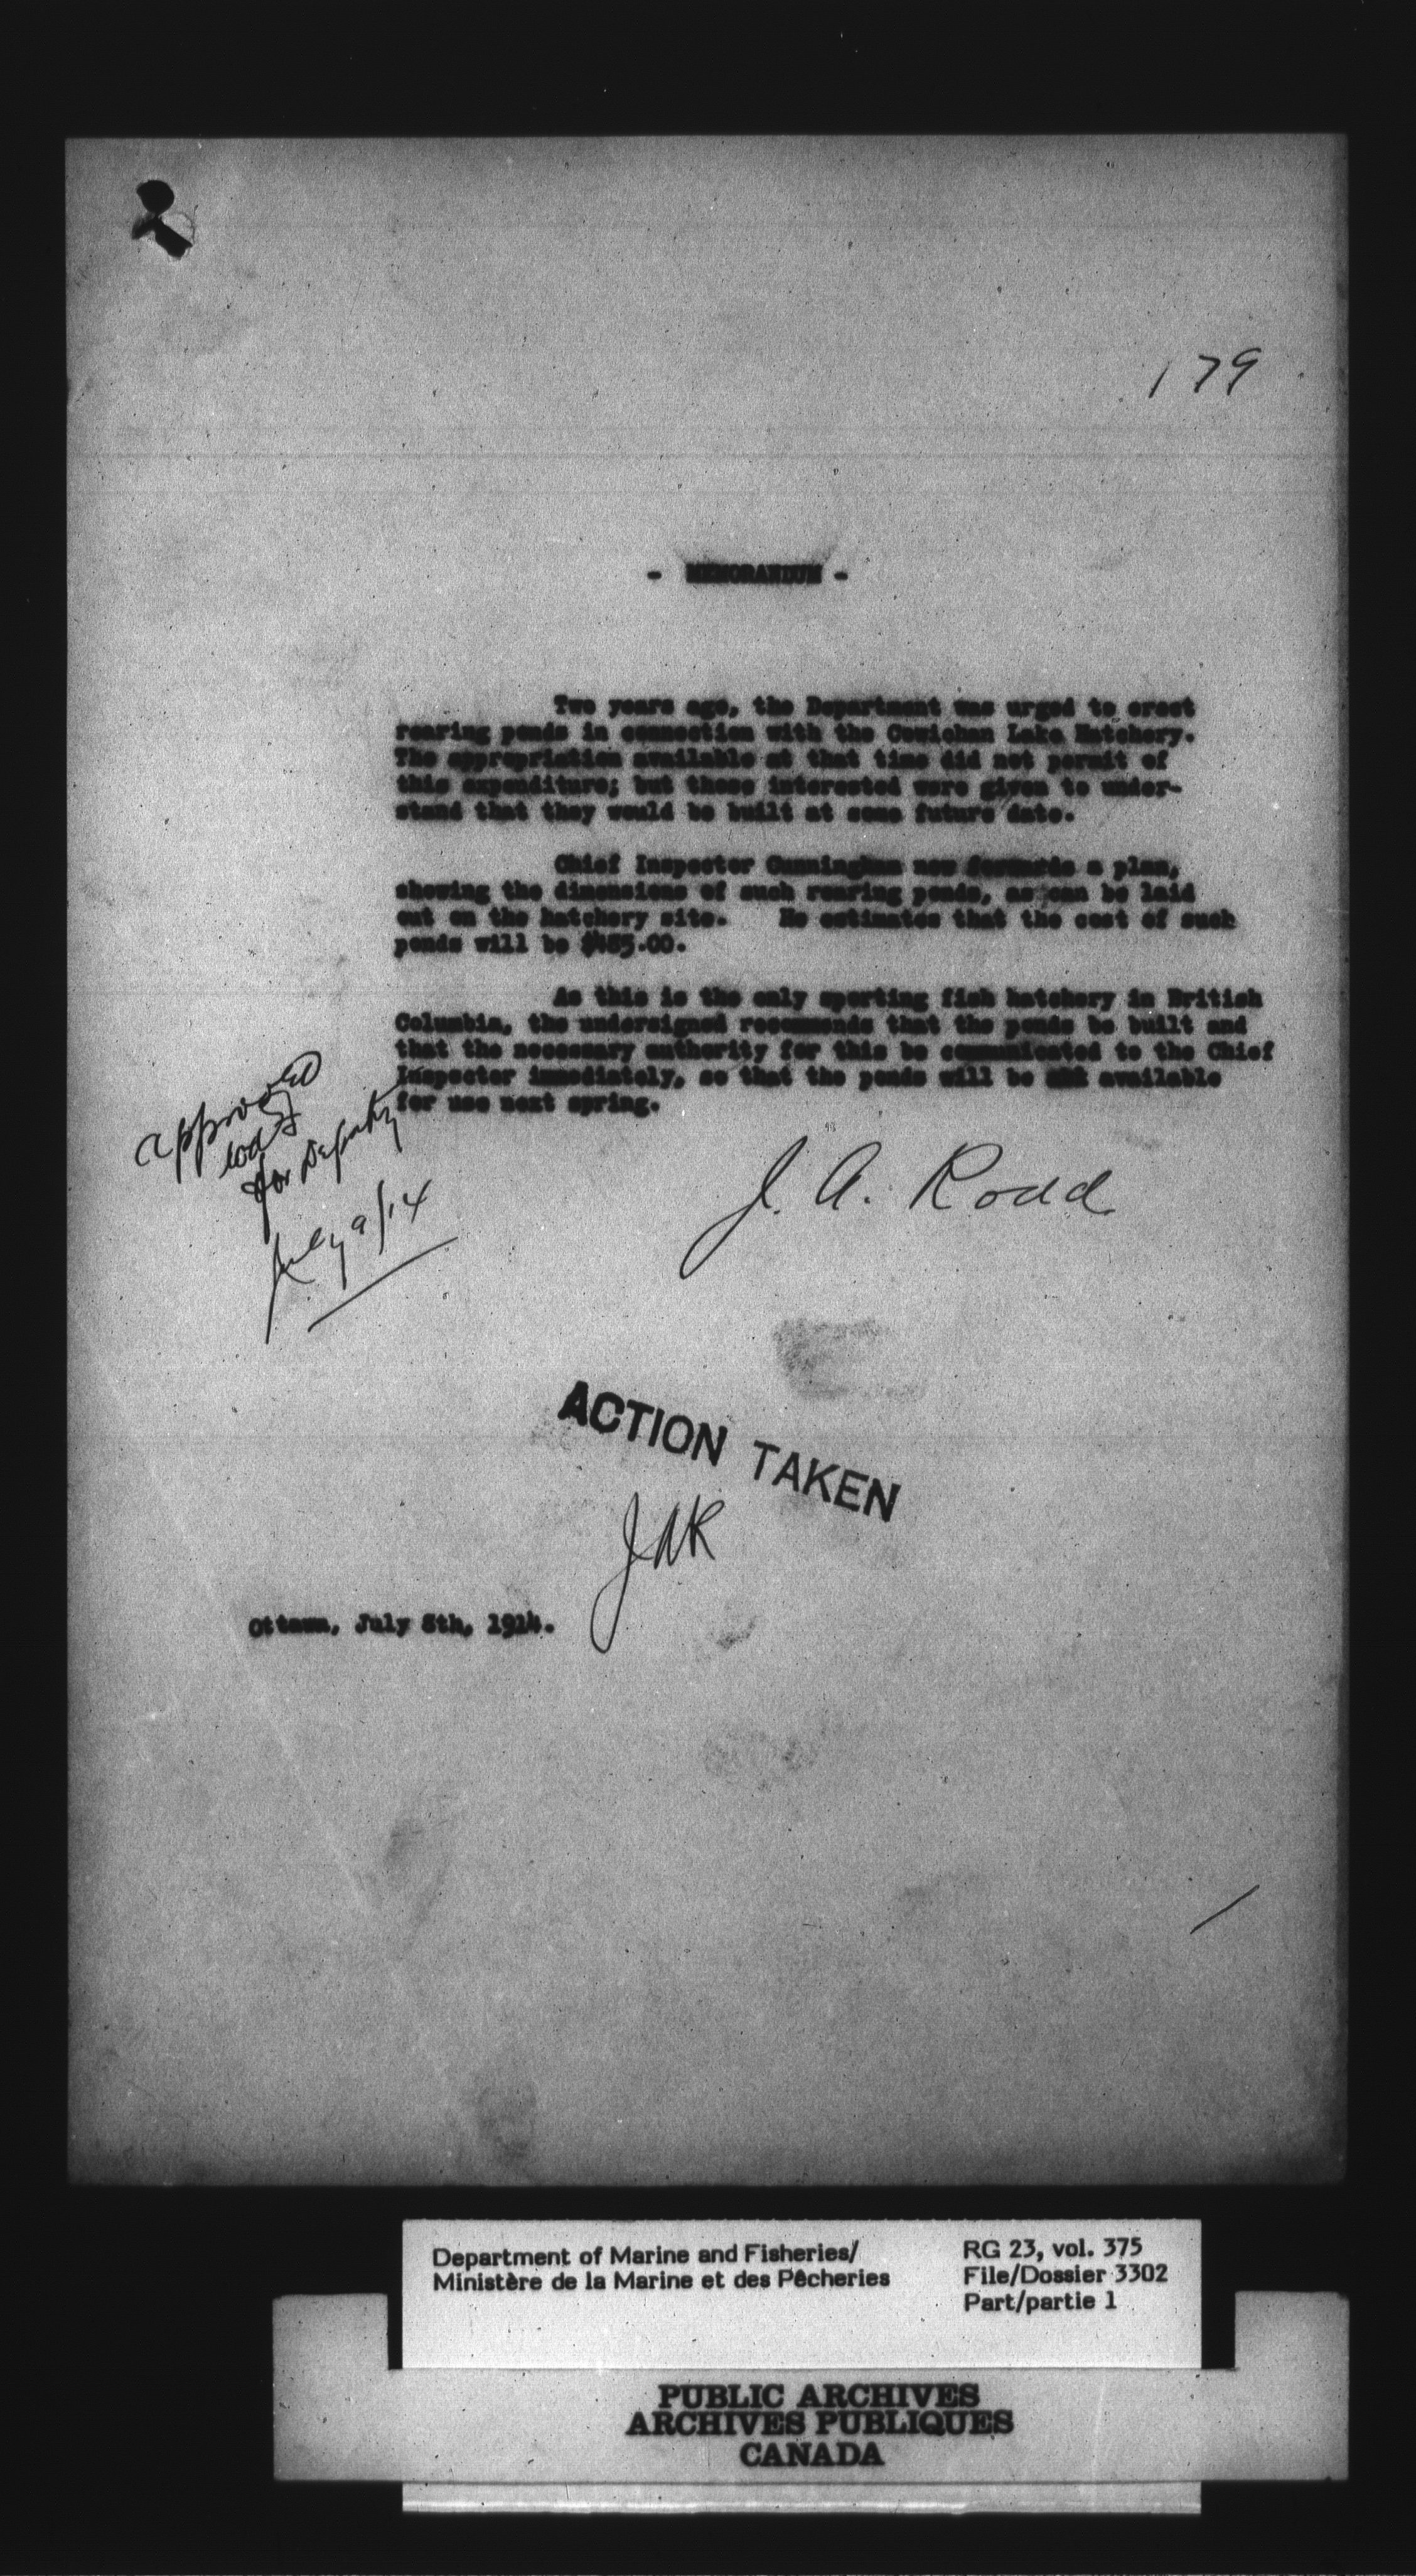 179
- MEMORANDUM -
Two years ago, the Department was urged to erect
rearing ponds in connection with the Cowichan Lake Hatchery.
The appropriation available at that time did not permit of
this expenditure; but those interested were given to under-
stand that they would be built at some future date.
Chief Inspector Cunningham now forwards a plan,
showing the dimensions of such rearing ponds, as can be laid
out on the hatchery site. He estimates that the cost of such
ponds will be
As this is the only sporting fish hatchery in British
Columbia, the undersigned recommends that the ponds be built and
that the necessary authority for this be communicated to the Chief
Inspector immediately, so that the ponds will be available
for use next spring.
approved
for Deputy
July 9/14
J. A. Rodd
ACTION TAKEN
JAR
Ottawa, July 8th, 1914.
Department of Marine and Fisheries/
Ministère de la Marine et des Pêcheries
RG 23, vol. 375
File/Dossier 3302
Part/partie 1
PUBLIC ARCHIVES
ARCHIVES PUBLIQUES
CANADA